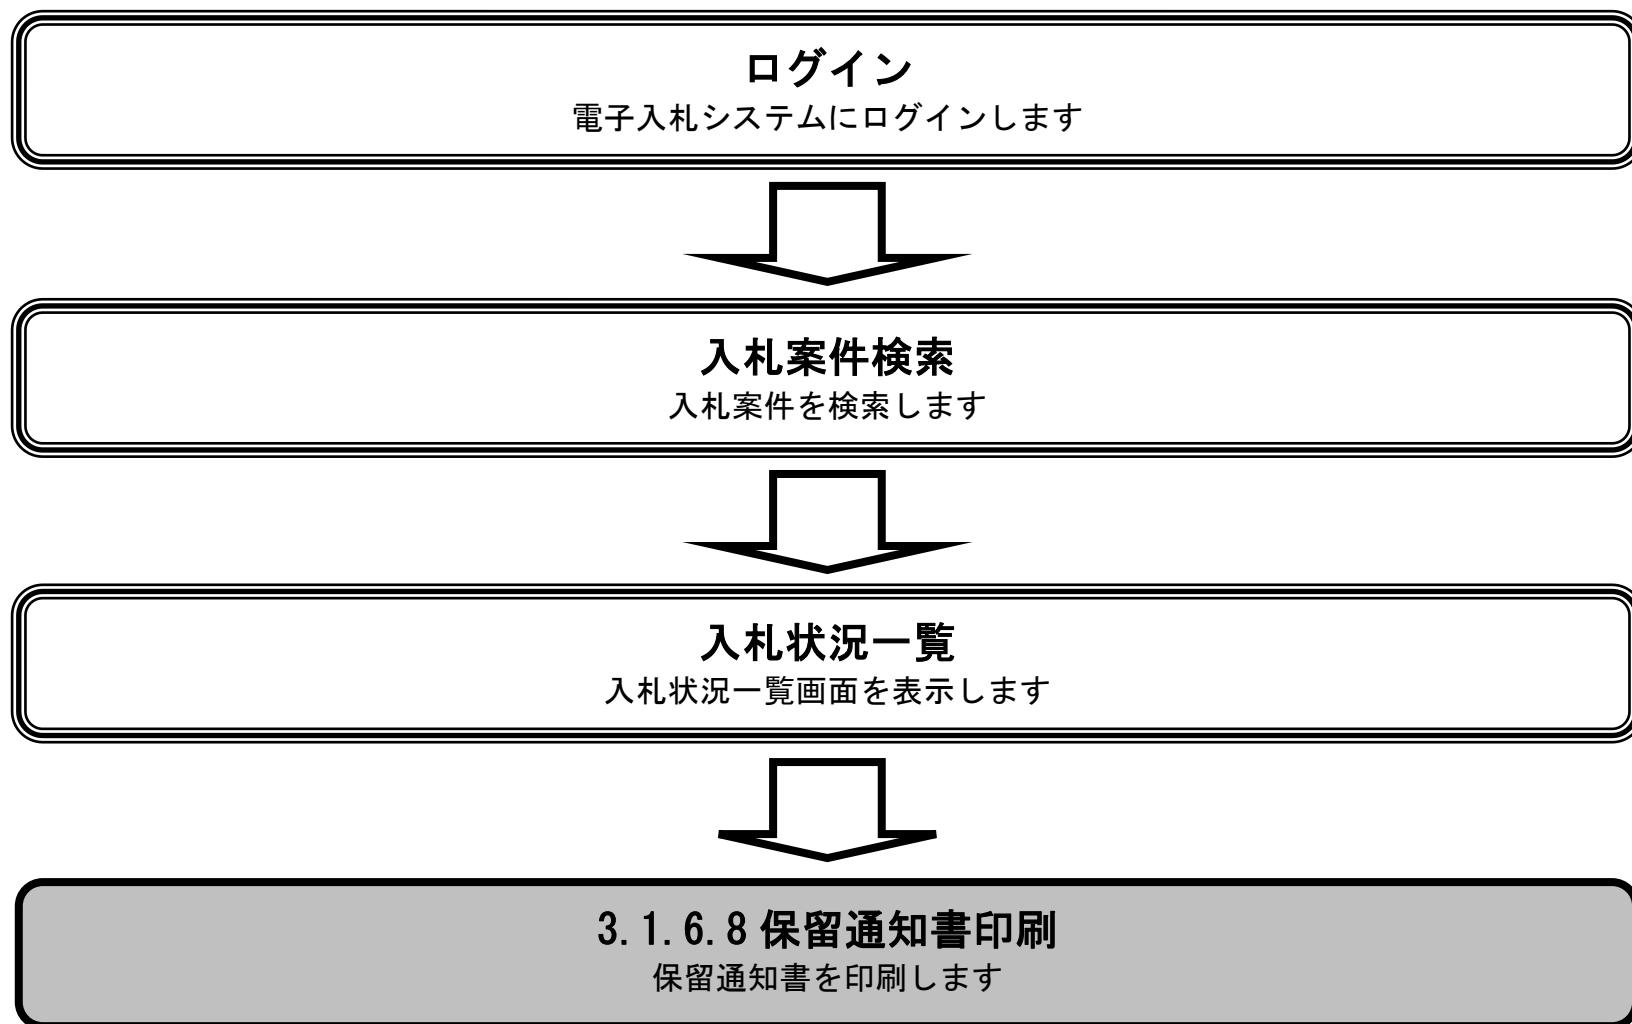 ログイン
電子入札システムにログインします
入札案件検索
入札案件を検索します
入札状況一覧
入札状況一覧画面を表示します
3.1.6.8 保留通知書印刷
保留通知書を印刷します